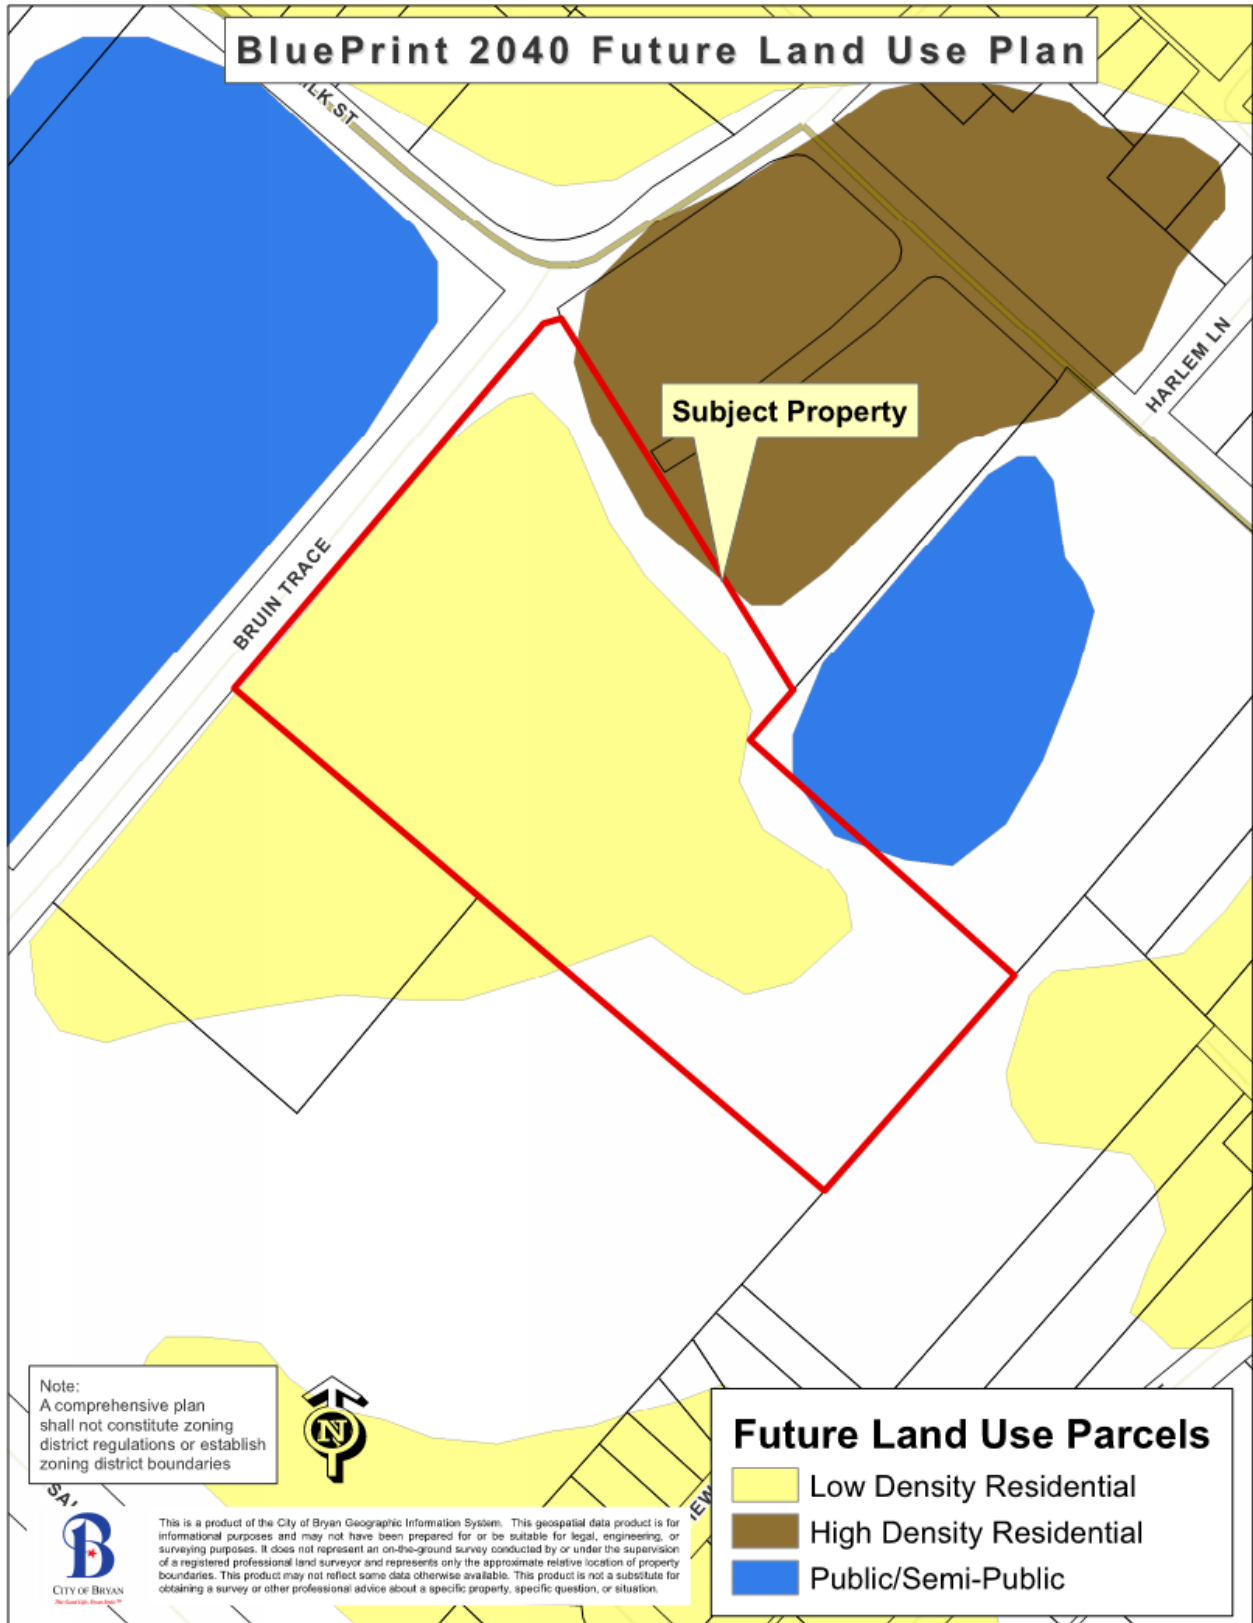 BluePrint 2040 Future Land Use Plan
ILK ST
HARLEM LN
Subject Property
BRUIN TRACE
Note:
A comprehensive plan
shall not constitute zoning
district regulations or establish
zoning district boundaries
N
Future Land Use Parcels
Low Density Residential
High Density Residential
Public/Semi-Public
B
CITY OF BRYAN
The Good Life, Texas Style.™
This is a product of the City of Bryan Geographic Information System. This geospatial data product is for
informational purposes and may not have been prepared for or be suitable for legal, engineering, or
surveying purposes. It does not represent an on-the-ground survey conducted by or under the supervision
of a registered professional land surveyor and represents only the approximate relative location of property
boundaries. This product may not reflect some data otherwise available. This product is not a substitute for
obtaining a survey or other professional advice about a specific property, specific question, or situation.